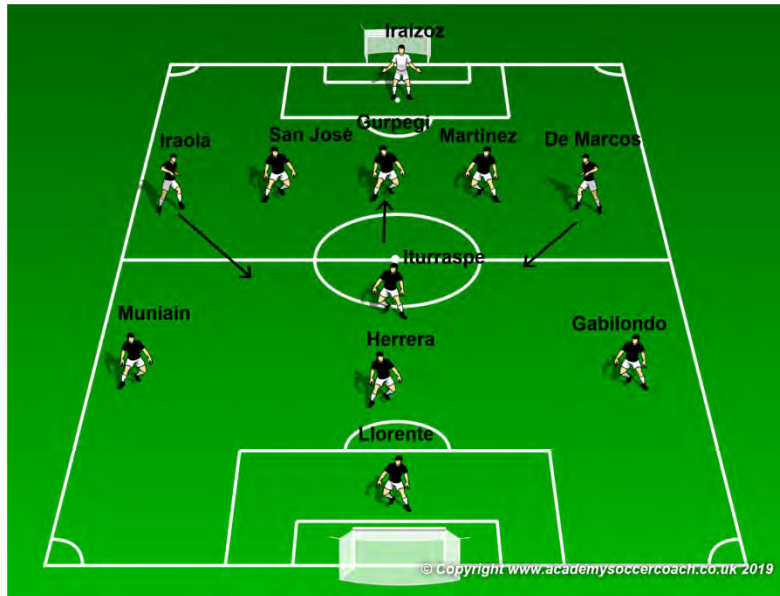 Iraizoz
Gurpegi
San José
Martinez
Iraola
De Marcos
Iturraspe
Muniain
Herrera
Gabilondo
Llorente
© Copyright www.academysoccercoach.co.uk 2019